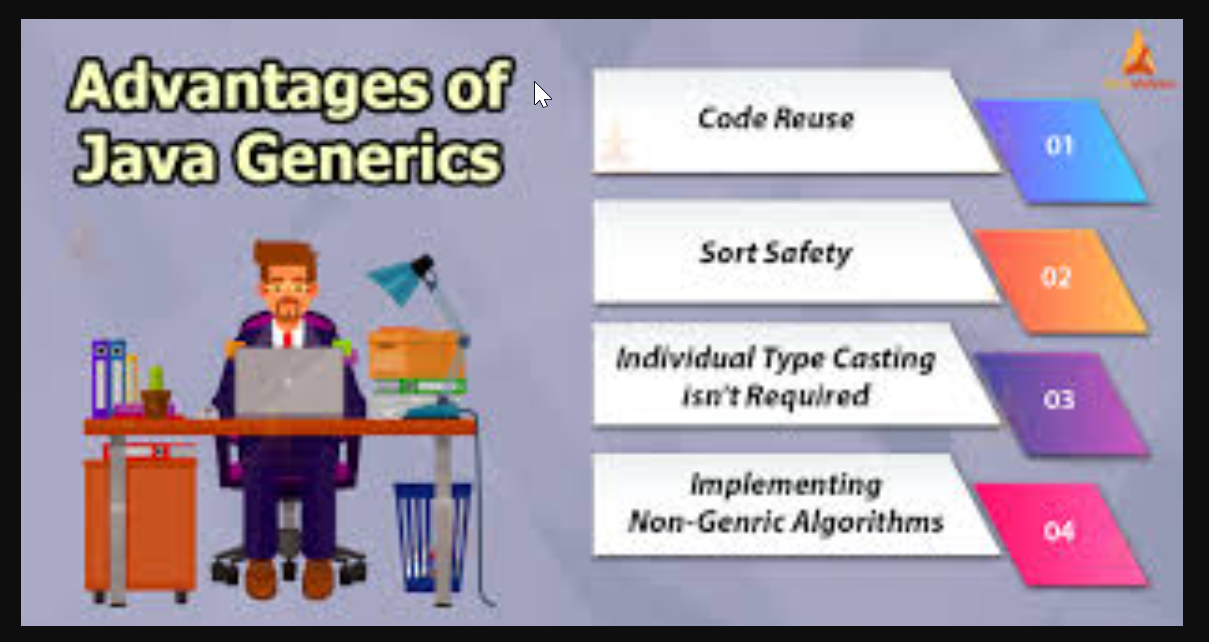 Advantages of
Java Generics
Code Reuse
01
Sort Safety
02
Individual Type Casting
isn't Required
03
Implementing
Non-Genric Algorithms
04